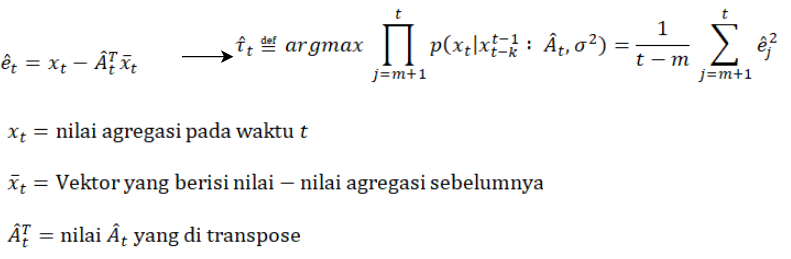 ê_t = x_t − Â_t^T x̄_t ⟶ τ̂_t ≝ argmax ∏_{j=m+1}^{t} p(x_t|x_{t−k}^{t−1} : Â_t, σ²) = 1/(t − m) ∑_{j=m+1}^{t} ê_j²
x_t = nilai agregasi pada waktu t
x̄_t = Vektor yang berisi nilai − nilai agregasi sebelumnya
Â_t^T = nilai Â_t yang di transpose